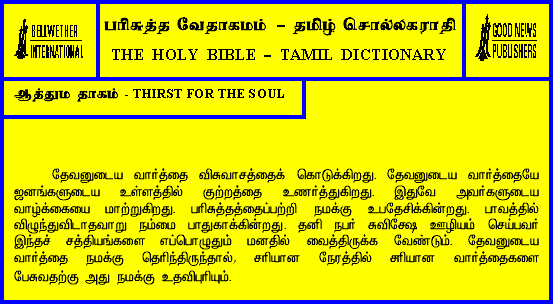 BELLWETHER
INTERNATIONAL
பரிசுத்த வேதாகமம் – தமிழ் சொல்லகராதி
THE HOLY BIBLE – TAMIL DICTIONARY
GOOD NEWS
PUBLISHERS
ஆத்தும தாகம் - THIRST FOR THE SOUL
தேவனுடைய வார்த்தை விசுவாசத்தைக் கொடுக்கிறது. தேவனுடைய வார்த்தையே
ஜனங்களுடைய உள்ளத்தில் குற்றத்தை உணர்த்துகிறது. இதுவே அவர்களுடைய
வாழ்க்கையை மாற்றுகிறது. பரிசுத்தத்தைப்பற்றி நமக்கு உபதேசிக்கின்றது. பாவத்தில்
விழுந்துவிடாதவாறு நம்மை பாதுகாக்கின்றது. தனி நபர் சுவிசேஷ ஊழியம் செய்பவர்
இந்தச் சத்தியங்களை எப்பொழுதும் மனதில் வைத்திருக்க வேண்டும். தேவனுடைய
வார்த்தை நமக்கு தெரிந்திருந்தால், சரியான நேரத்தில் சரியான வார்த்தைகளை
பேசுவதற்கு அது நமக்கு உதவிபுரியும்.